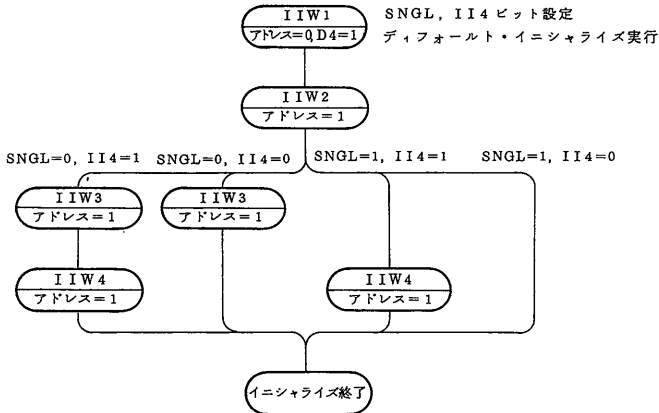 IIW1
アドレス=0,D4=1
SNGL, II4ビット設定
ディフォールト・イニシャライズ実行
IIW2
アドレス=1
SNGL=0, II4=1
SNGL=0, II4=0
SNGL=1, II4=1
SNGL=1, II4=0
IIW3
アドレス=1
IIW3
アドレス=1
IIW4
アドレス=1
IIW4
アドレス=1
イニシャライズ終了